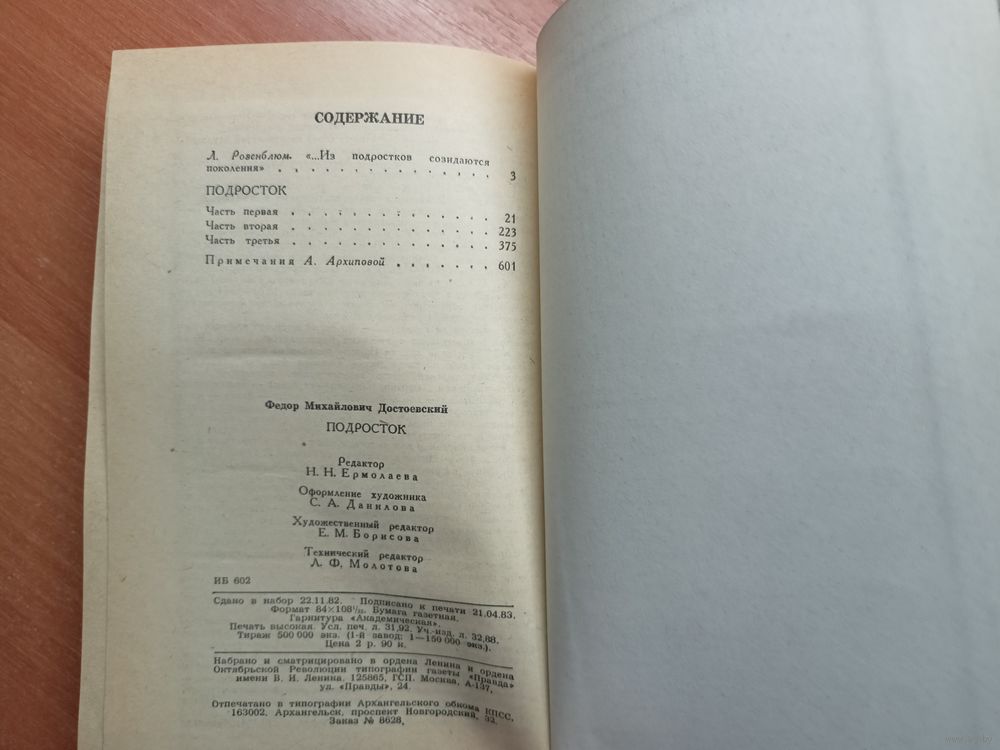 СОДЕРЖАНИЕ
Л. Розенблюм. «...Из подростков созидаются
поколения» . . . . . . . . . . . . . . 3
ПОДРОСТОК
Часть первая . . . . . . . . . . . . . 21
Часть вторая . . . . . . . . . . . . . 223
Часть третья . . . . . . . . . . . . . 375
Примечания А. Архиповой . . . . . . . 601
Федор Михайлович Достоевский
ПОДРОСТОК
Редактор
Н. Н. Ермолаева
Оформление художника
С. А. Данилова
Художественный редактор
Е. М. Борисова
Технический редактор
Л. Ф. Молотова
ИБ 602
Сдано в набор 22.11.82. Подписано к печати 21.04.83.
Формат 84×108¹/₃₂. Бумага газетная.
Гарнитура «Академическая».
Печать высокая. Усл. печ. л. 31,92. Уч.-изд. л. 32,88.
Тираж 500 000 экз. (1-й завод: 1—150 000 экз.).
Цена 2 р. 90 к.
Набрано и сматрицировано в ордена Ленина и ордена
Октябрьской Революции типографии газеты «Правда»
имени В. И. Ленина. 125865, ГСП. Москва, А-137,
ул. «Правды», 24.
Отпечатано в типографии Архангельского обкома КПСС,
163002. Архангельск, проспект Новгородский, 32.
Заказ № 8628.